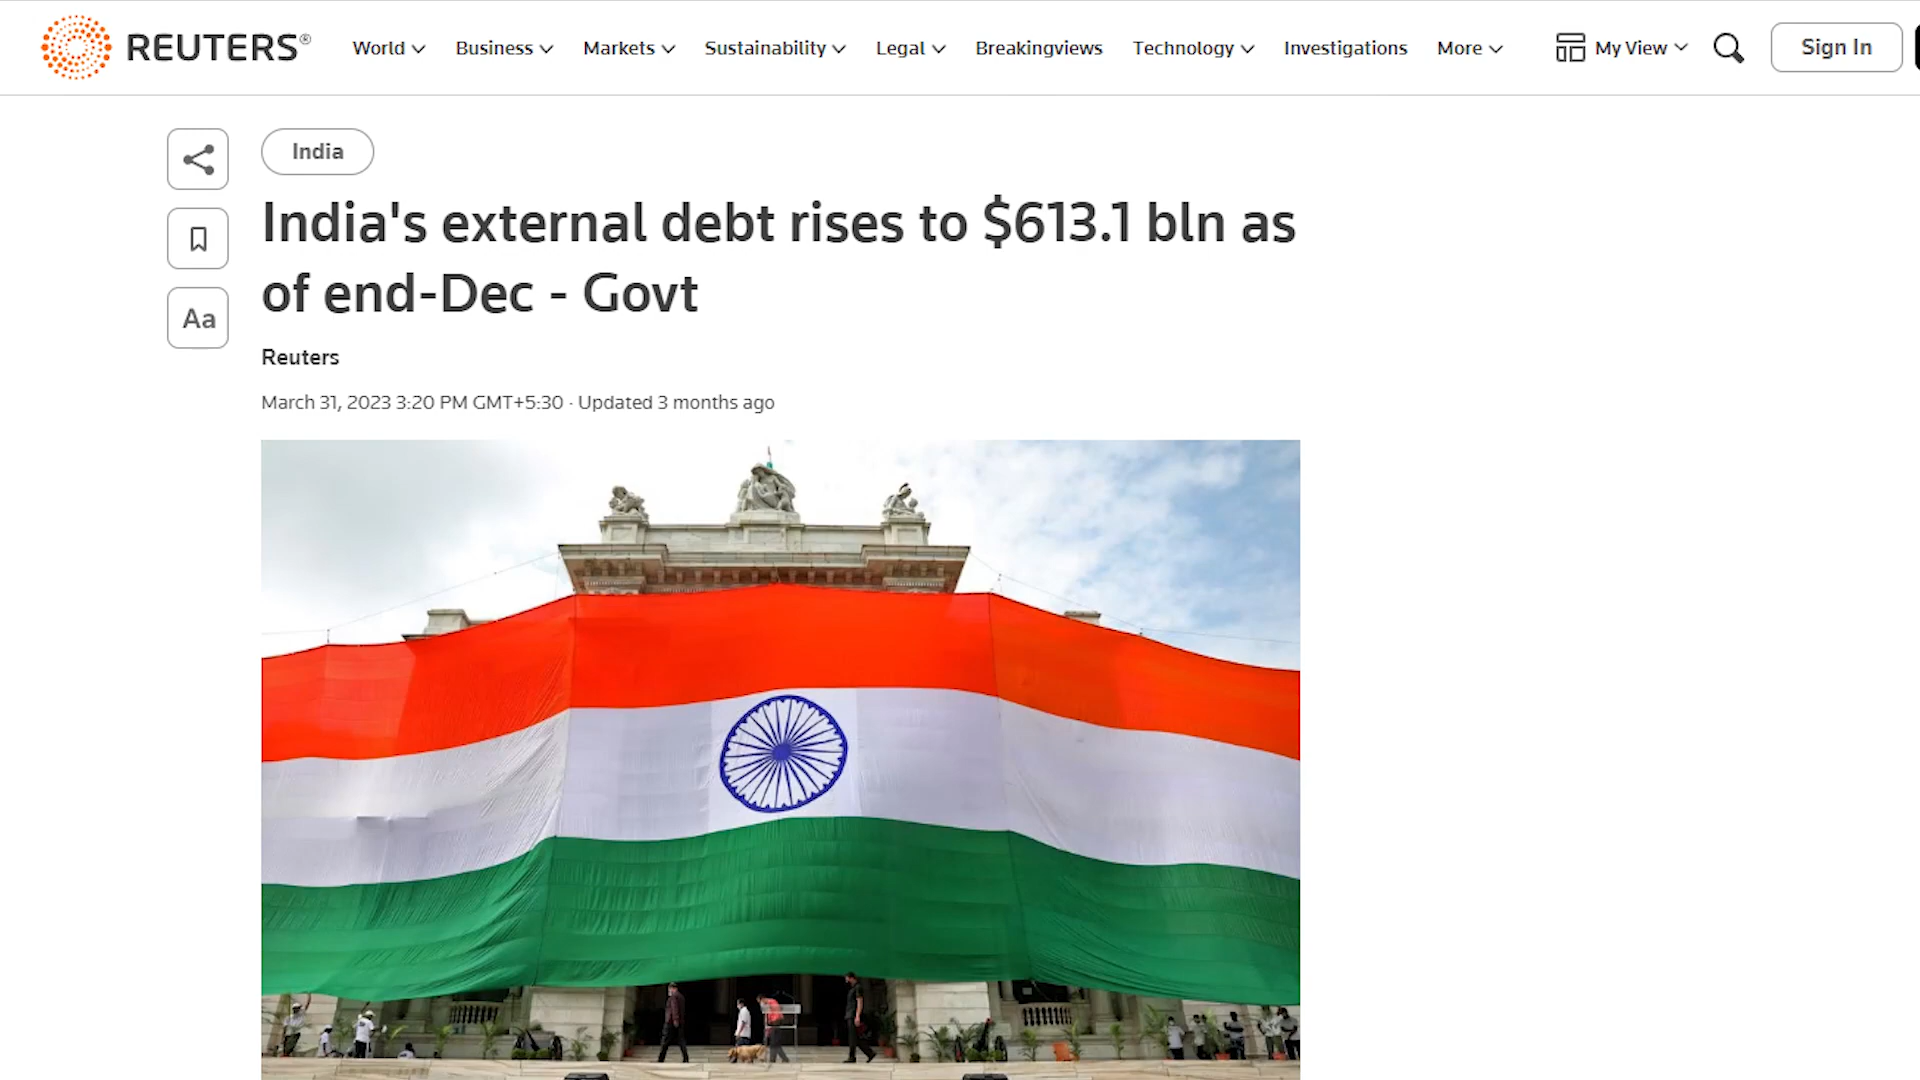 REUTERS®
World
Business
Markets
Sustainability
Legal
Breakingviews
Technology
Investigations
More
My View
Sign In
India
India's external debt rises to $613.1 bln as
of end-Dec - Govt
Aa
Reuters
March 31, 2023 3:20 PM GMT+5:30 · Updated 3 months ago